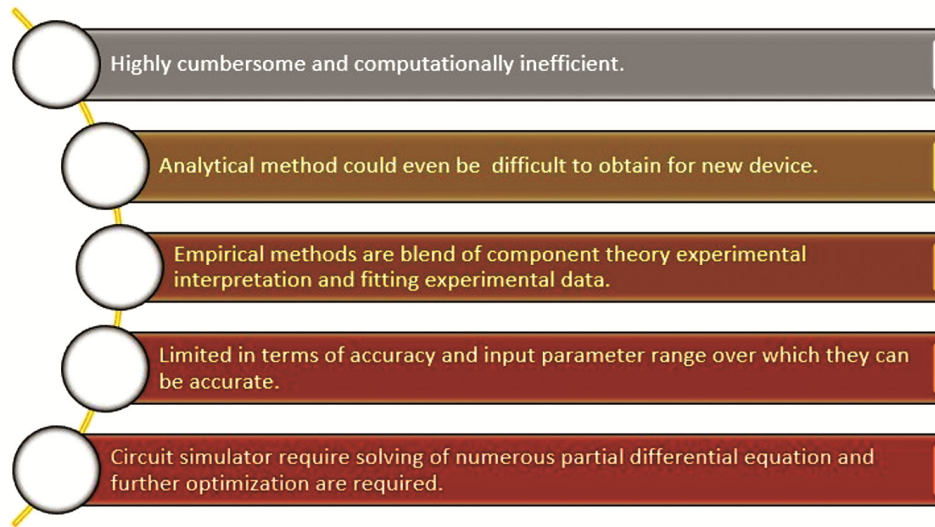 Highly cumbersome and computationally inefficient.
Analytical method could even be  difficult to obtain for new device.
Empirical methods are blend of component theory experimental
interpretation and fitting experimental data.
Limited in terms of accuracy and input parameter range over which they can
be accurate.
Circuit simulator require solving of numerous partial differential equation and
further optimization are required.